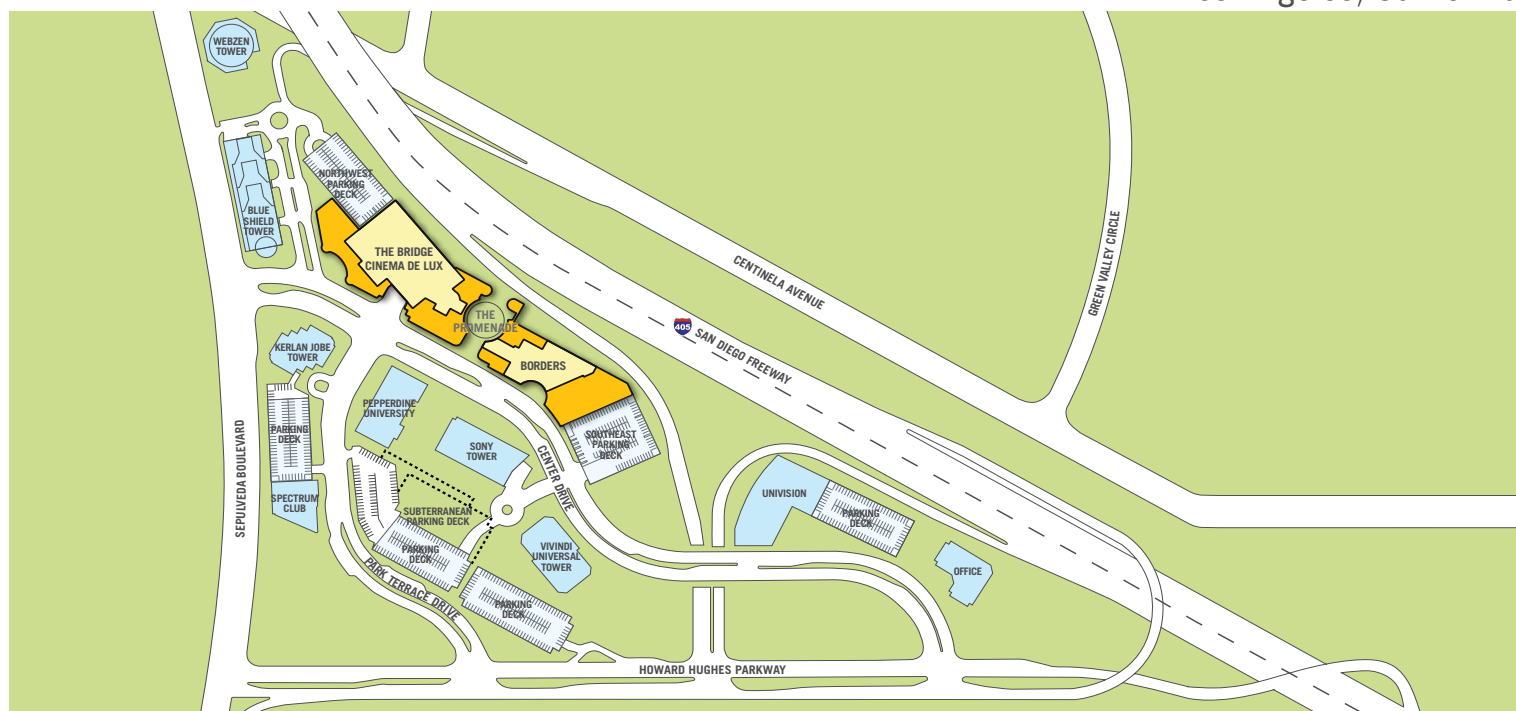 WEBZEN
TOWER
NORTHWEST
PARKING
DECK
BLUE
SHIELD
TOWER
THE BRIDGE
CINEMA DE LUX
THE
PROMENADE
BORDERS
CENTINELA AVENUE
GREEN VALLEY CIRCLE
405
SAN DIEGO FREEWAY
KERLAN JOBE
TOWER
PEPPERDINE
UNIVERSITY
PARKING
DECK
SONY
TOWER
SOUTHEAST
PARKING
DECK
CENTER DRIVE
SEPULVEDA BOULEVARD
SPECTRUM
CLUB
SUBTERRANEAN
PARKING DECK
UNIVISION
PARKING
DECK
PARKING
DECK
VIVINDI
UNIVERSAL
TOWER
OFFICE
PARK TERRACE DRIVE
PARKING
DECK
HOWARD HUGHES PARKWAY